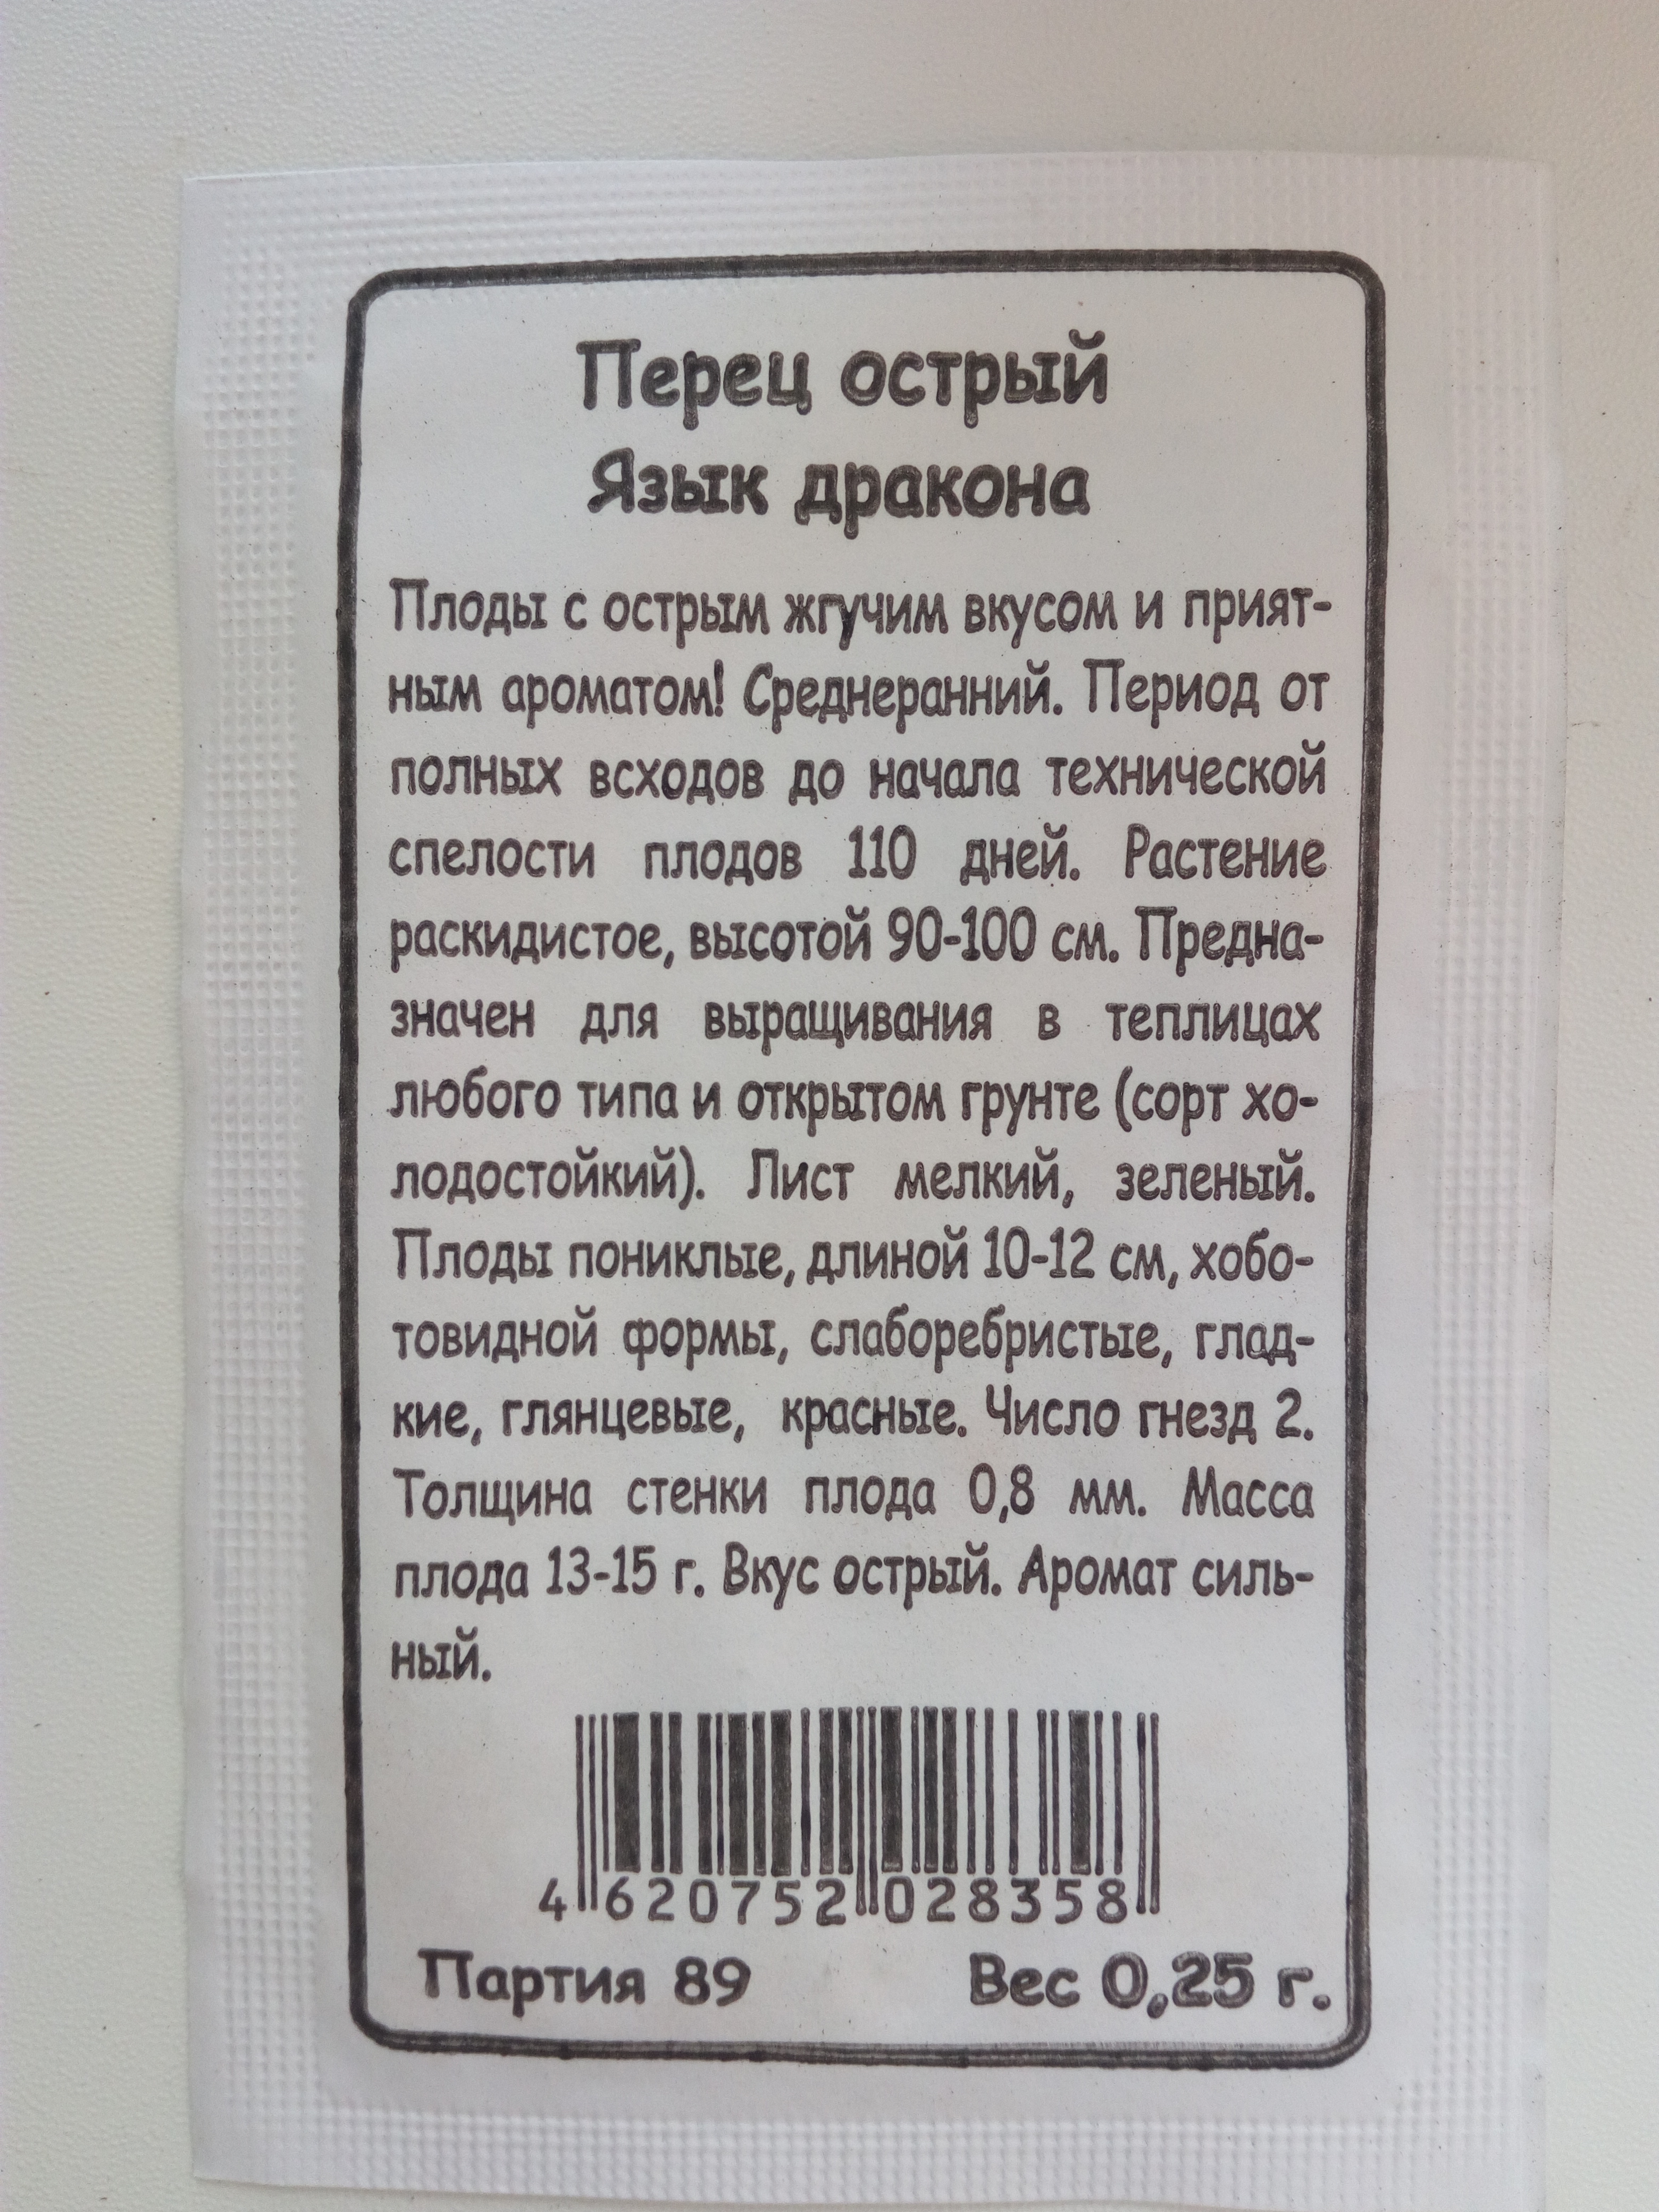 Перец острый
Язык дракона
Плоды с острым жгучим вкусом и прият-
ным ароматом! Среднеранний. Период от
полных всходов до начала технической
спелости плодов 110 дней. Растение
раскидистое, высотой 90-100 см. Предна-
значен для выращивания в теплицах
любого типа и открытом грунте (сорт хо-
лодостойкий). Лист мелкий, зеленый.
Плоды пониклые, длиной 10-12 см, хобо-
товидной формы, слаборебристые, глад-
кие, глянцевые, красные. Число гнезд 2.
Толщина стенки плода 0,8 мм. Масса
плода 13-15 г. Вкус острый. Аромат силь-
ный.
4 620752 028358
Партия 89 Вес 0,25 г.